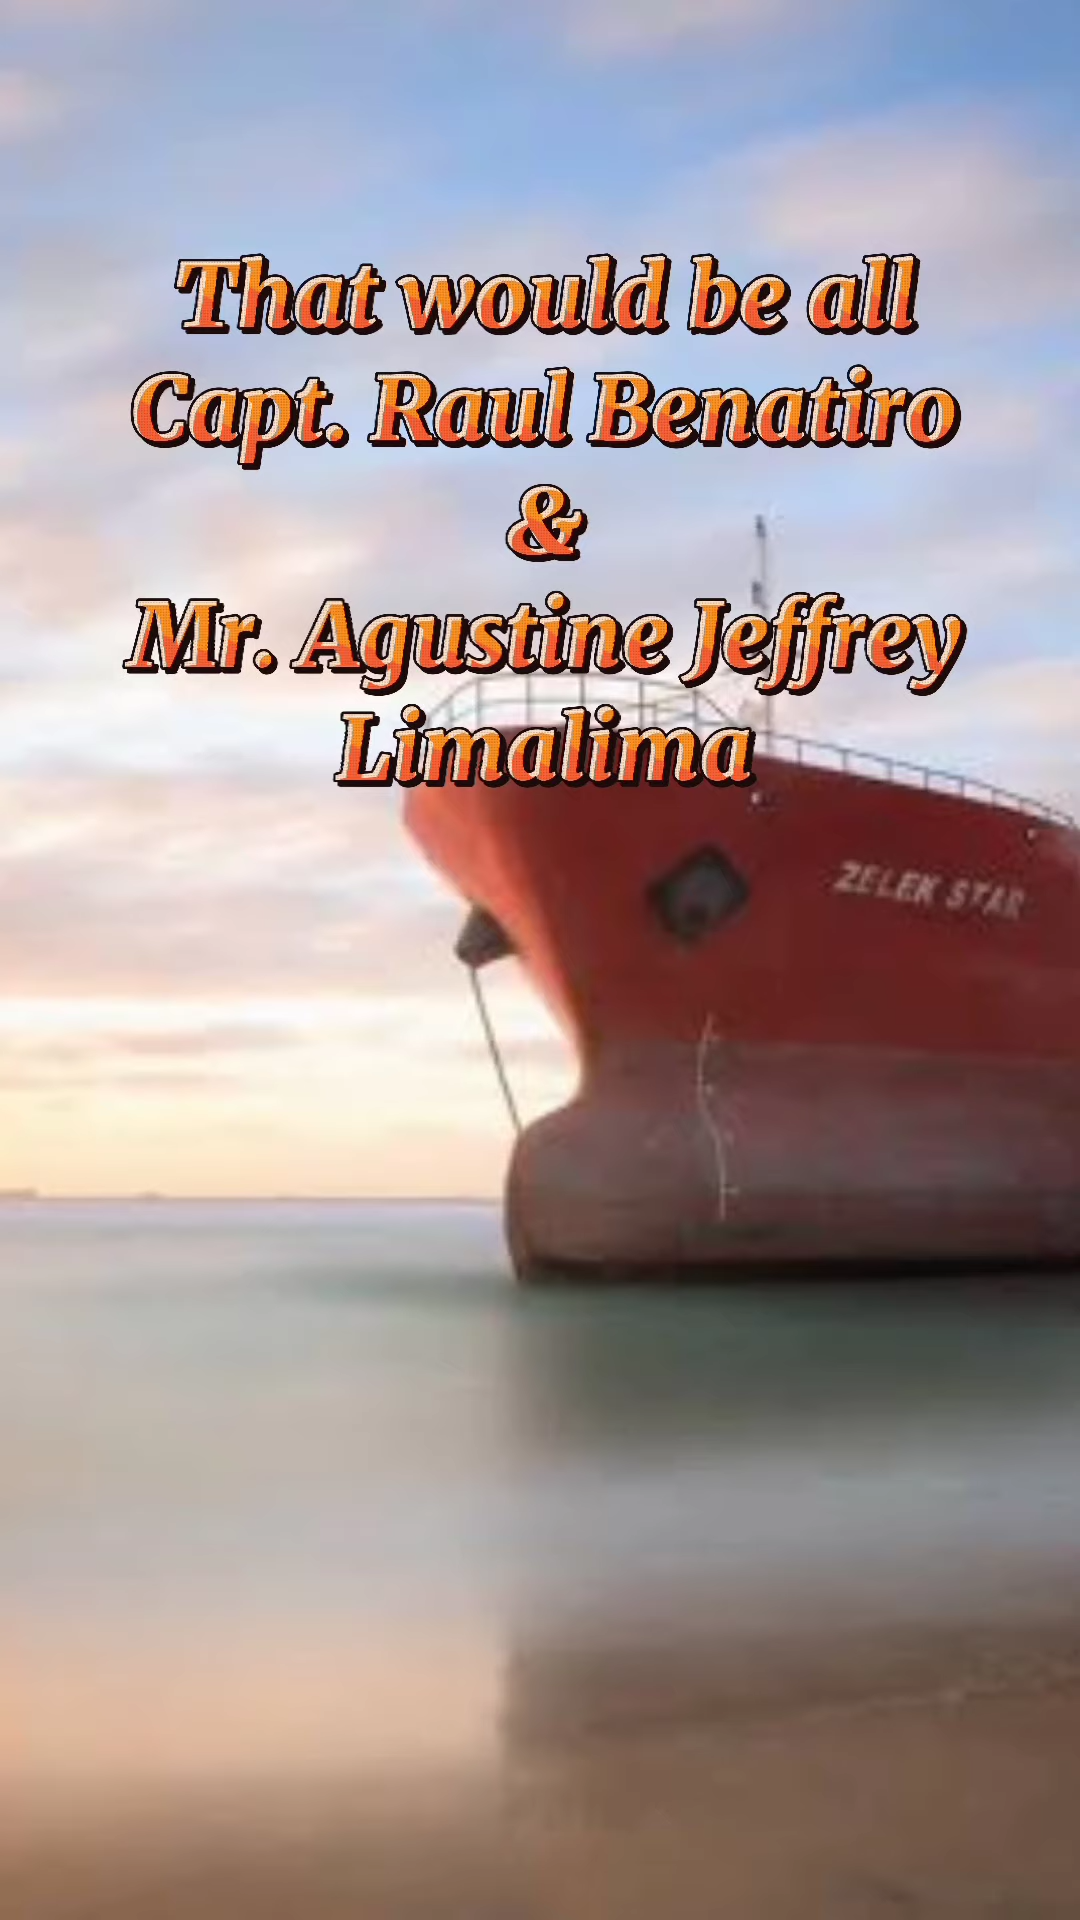 That would be all
Capt. Raul Benatiro
&
Mr. Agustine Jeffrey
Limalima
ZELEK STAR